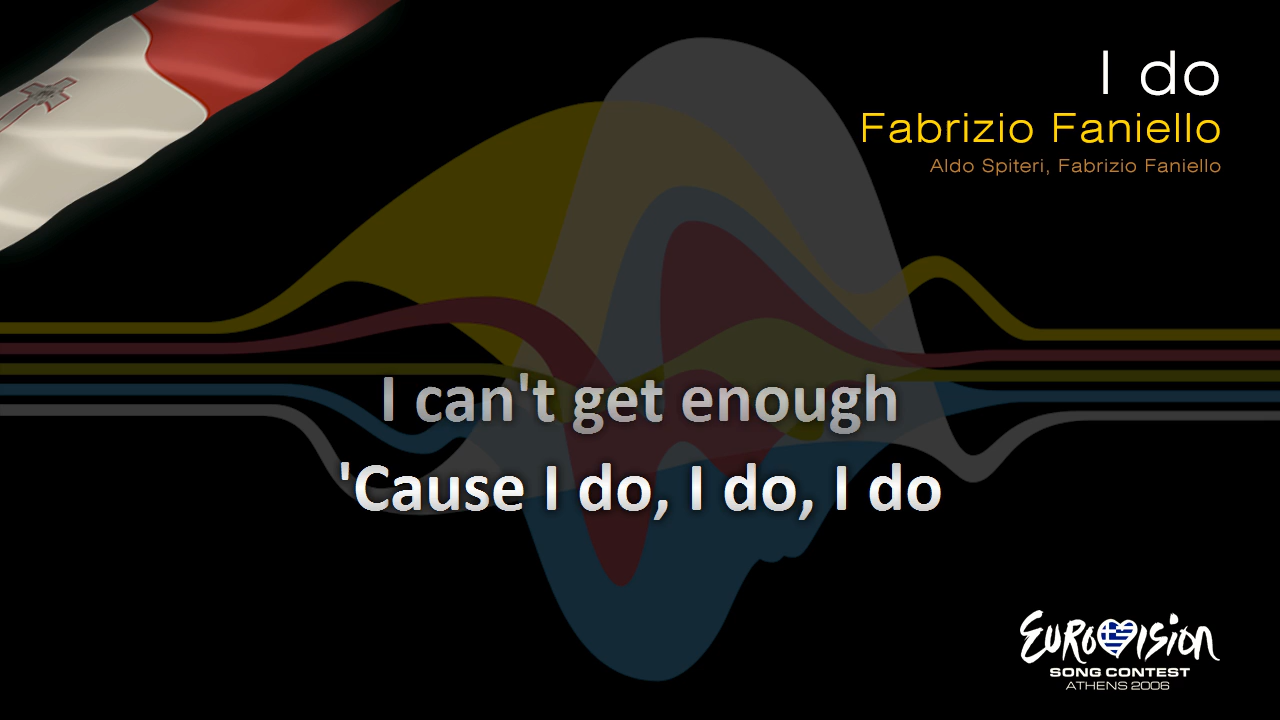 I do
Fabrizio Faniello
Aldo Spiteri, Fabrizio Faniello
I can't get enough
'Cause I do, I do, I do
EUROVISION
SONG CONTEST
ATHENS 2006